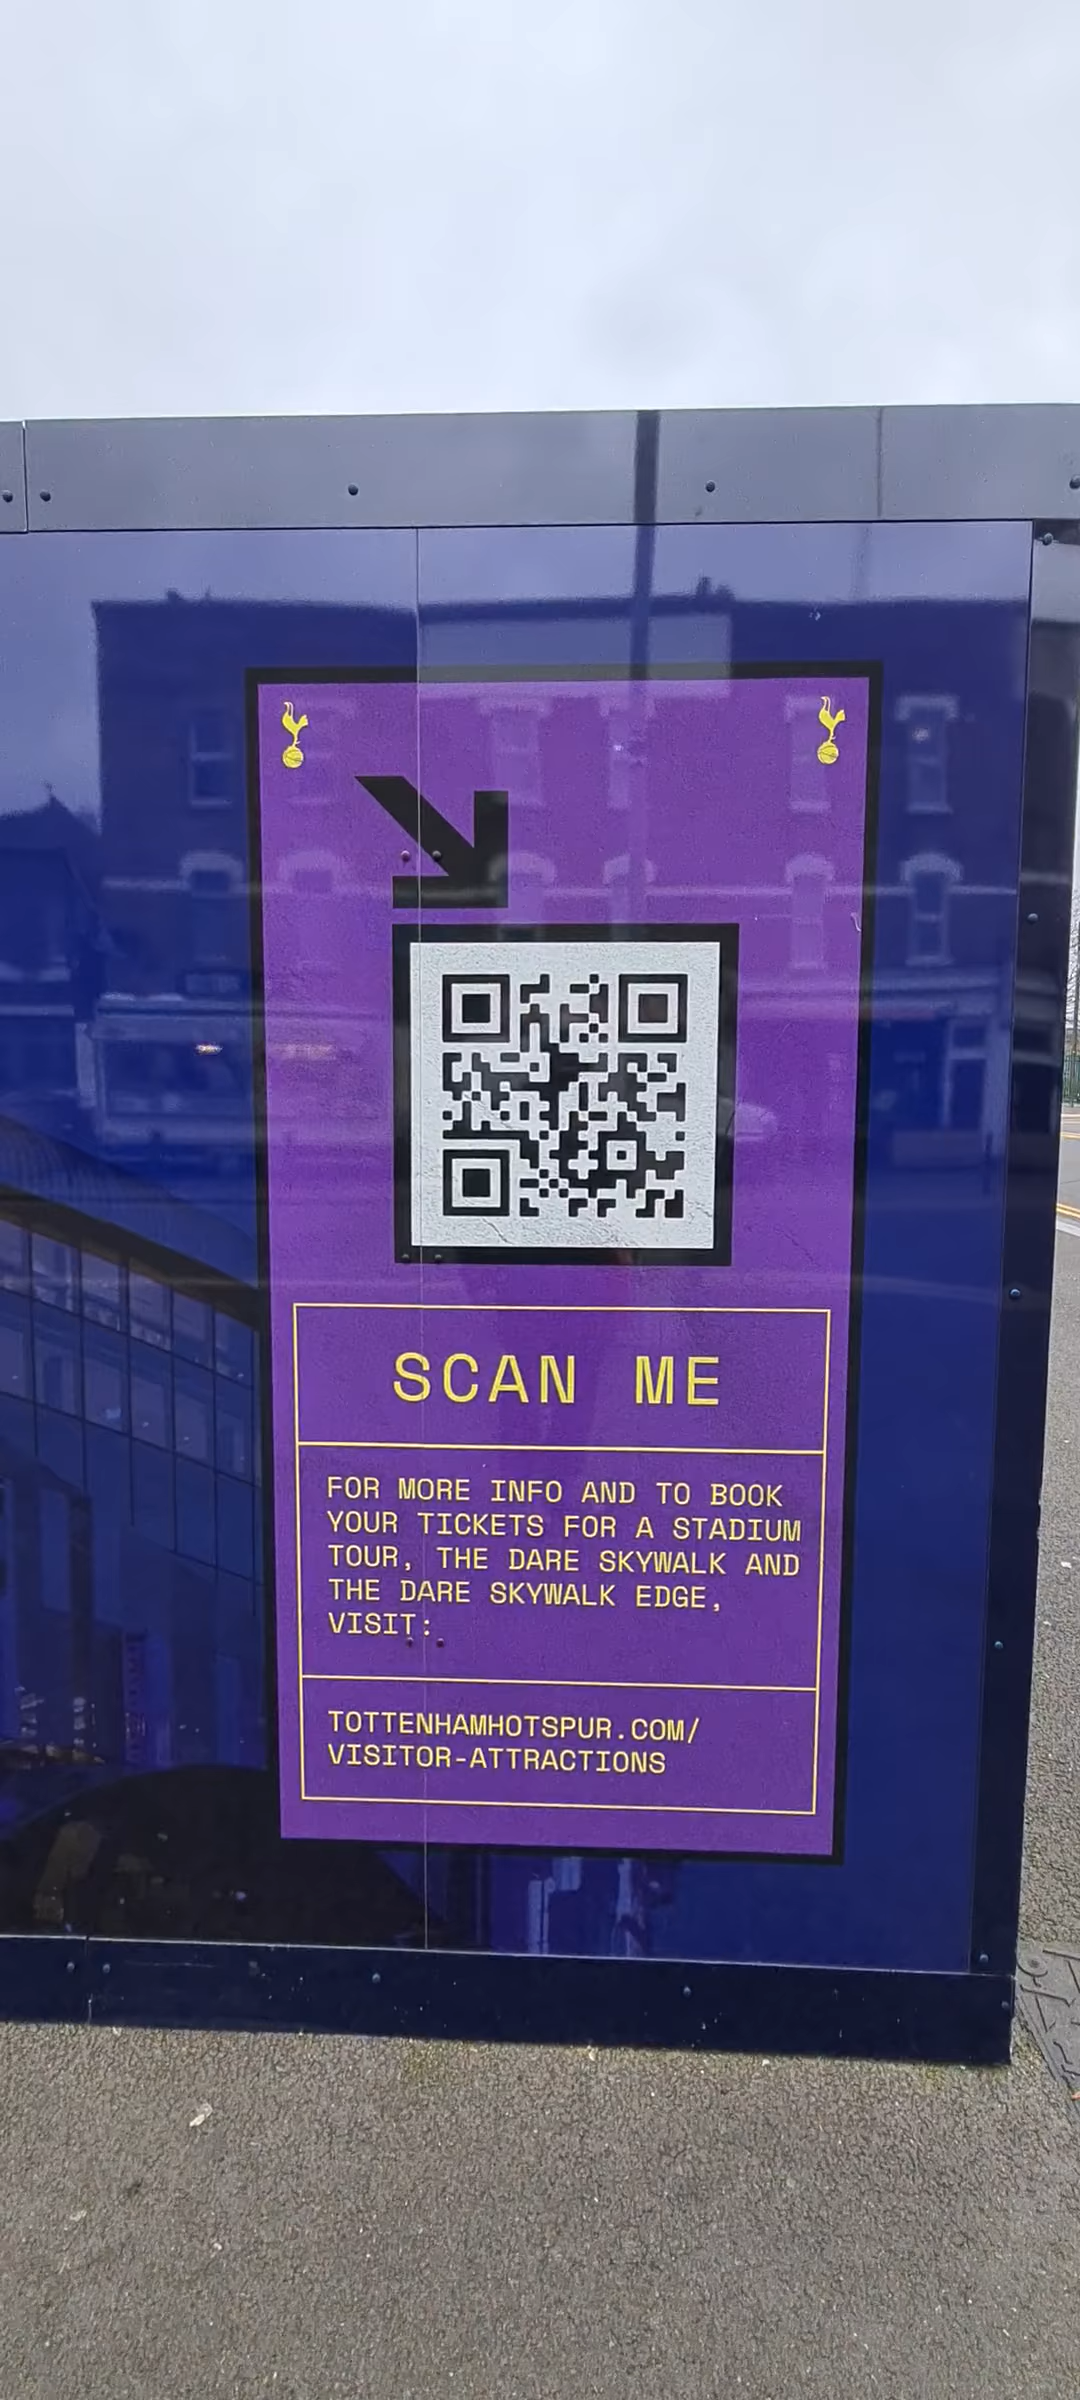 SCAN ME
FOR MORE INFO AND TO BOOK
YOUR TICKETS FOR A STADIUM
TOUR, THE DARE SKYWALK AND
THE DARE SKYWALK EDGE,
VISIT:
TOTTENHAMHOTSPUR.COM/
VISITOR-ATTRACTIONS